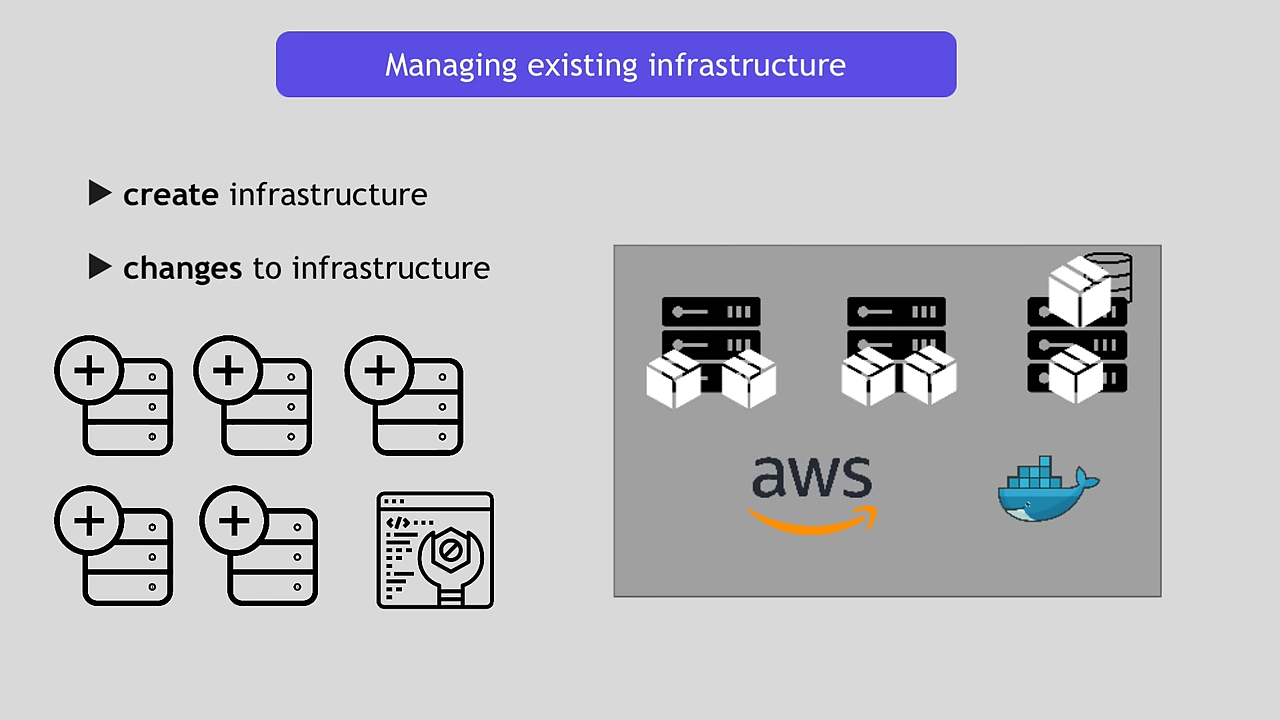 Managing existing infrastructure
create infrastructure
changes to infrastructure
</>
aws